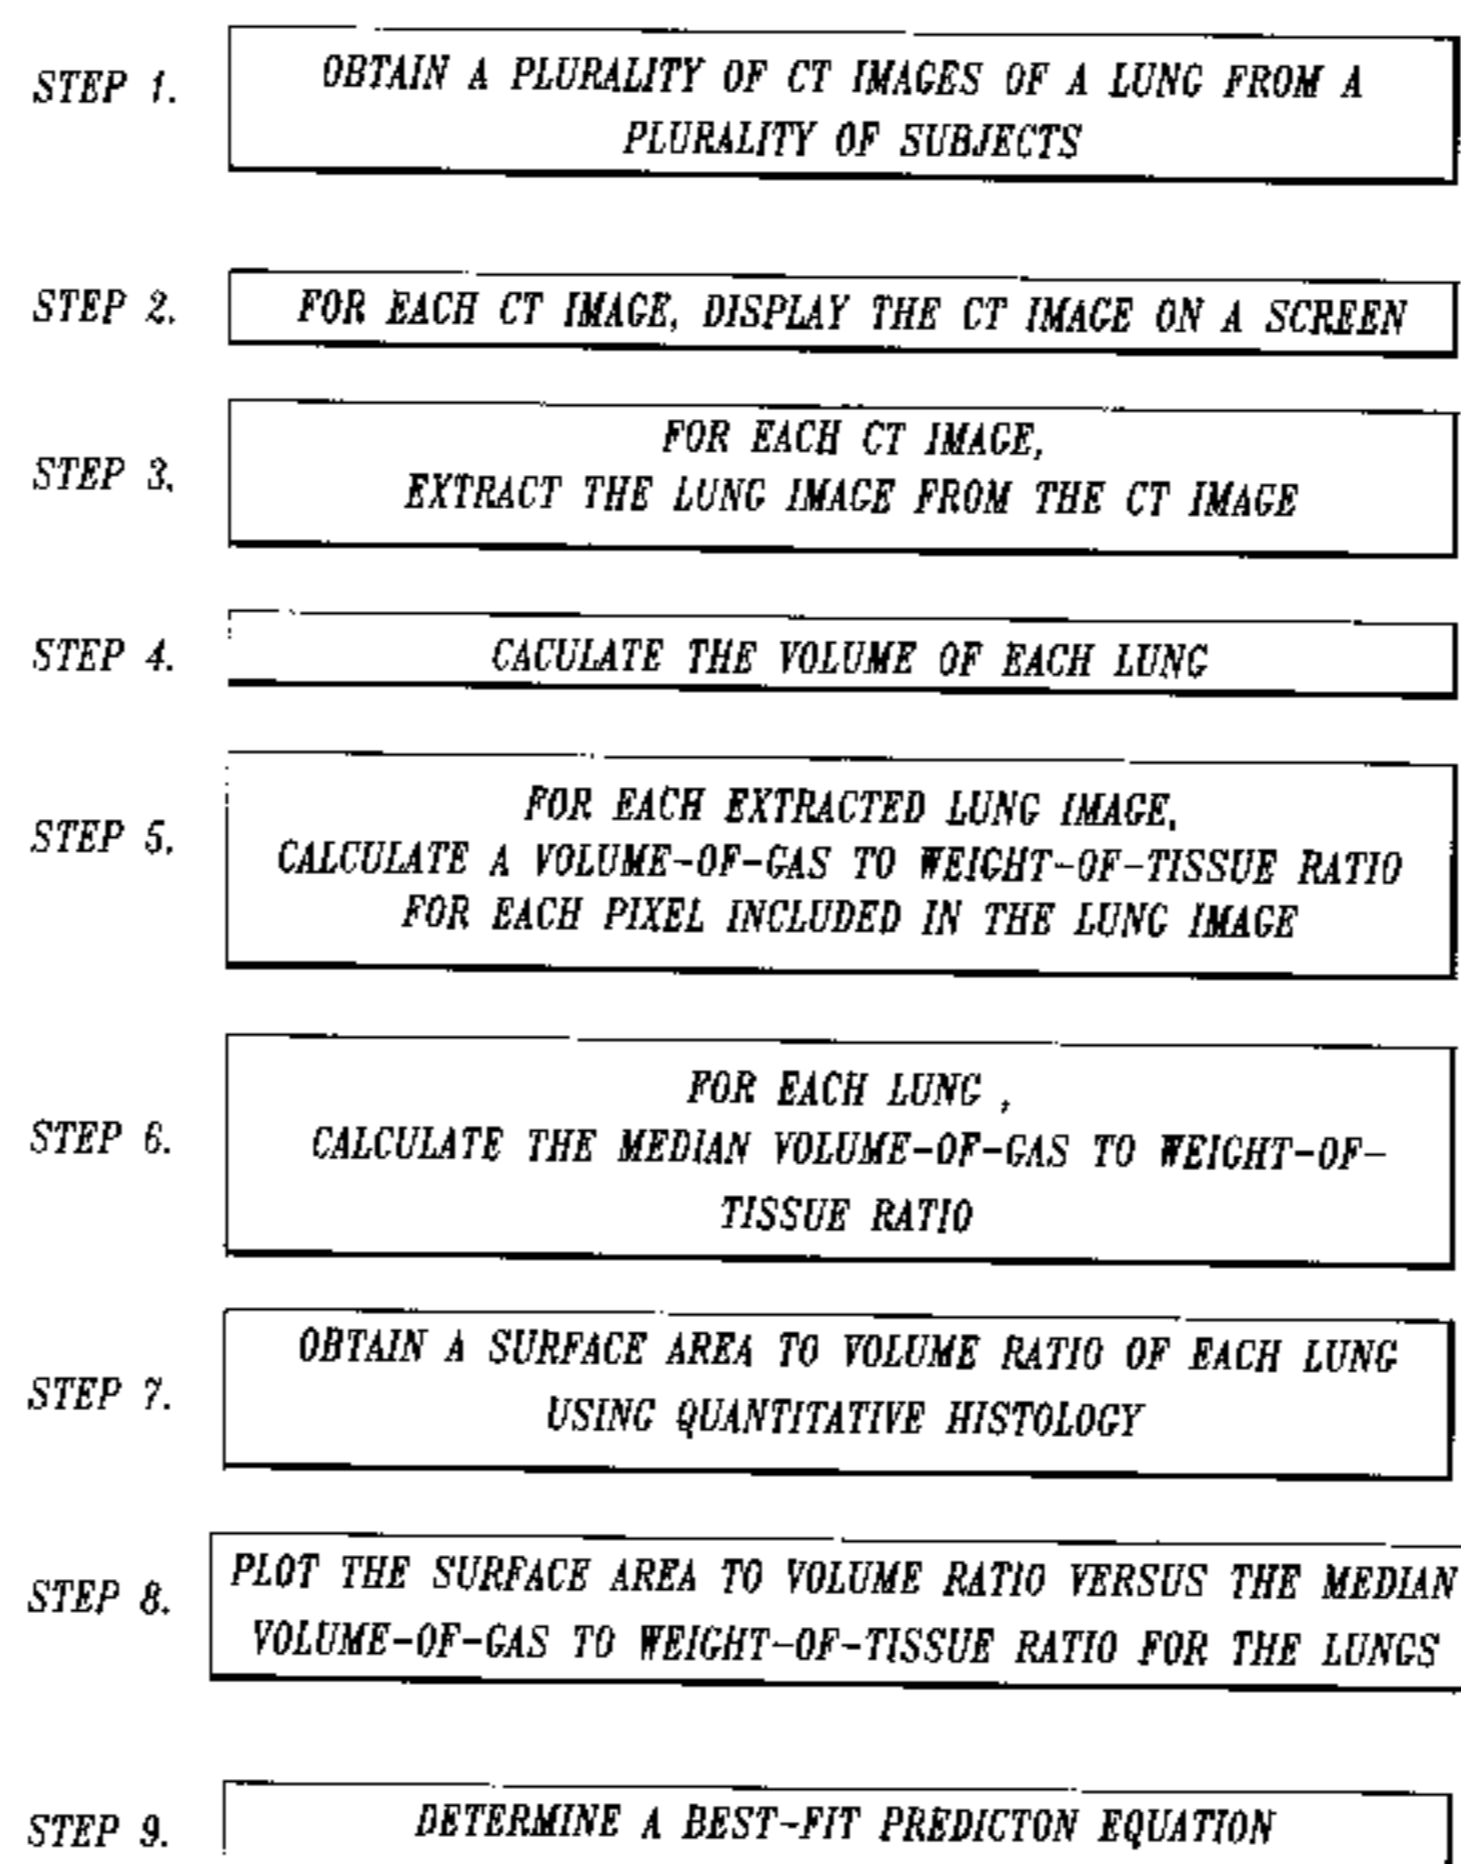 STEP 1.
OBTAIN A PLURALITY OF CT IMAGES OF A LUNG FROM A
PLURALITY OF SUBJECTS
STEP 2.
FOR EACH CT IMAGE, DISPLAY THE CT IMAGE ON A SCREEN
STEP 3.
FOR EACH CT IMAGE,
EXTRACT THE LUNG IMAGE FROM THE CT IMAGE
STEP 4.
CACULATE THE VOLUME OF EACH LUNG
STEP 5.
FOR EACH EXTRACTED LUNG IMAGE,
CALCULATE A VOLUME-OF-GAS TO WEIGHT-OF-TISSUE RATIO
FOR EACH PIXEL INCLUDED IN THE LUNG IMAGE
STEP 6.
FOR EACH LUNG ,
CALCULATE THE MEDIAN VOLUME-OF-GAS TO WEIGHT-OF-
TISSUE RATIO
STEP 7.
OBTAIN A SURFACE AREA TO VOLUME RATIO OF EACH LUNG
USING QUANTITATIVE HISTOLOGY
STEP 8.
PLOT THE SURFACE AREA TO VOLUME RATIO VERSUS THE MEDIAN
VOLUME-OF-GAS TO WEIGHT-OF-TISSUE RATIO FOR THE LUNGS
STEP 9.
DETERMINE A BEST-FIT PREDICTON EQUATION